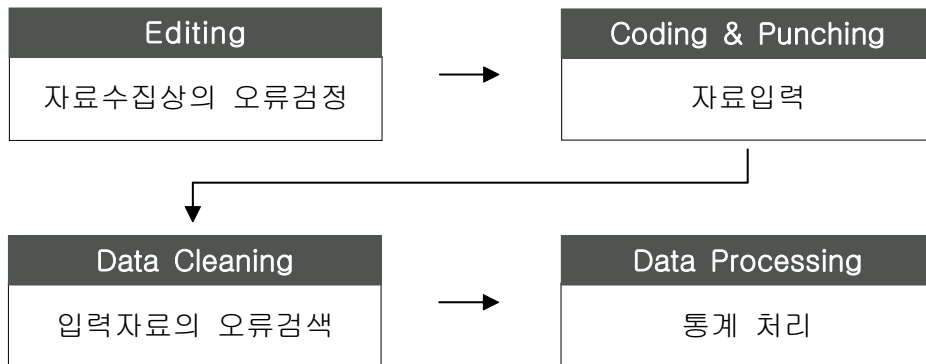 Editing
자료수집상의 오류검정
Coding & Punching
자료입력
Data Cleaning
입력자료의 오류검색
Data Processing
통계 처리